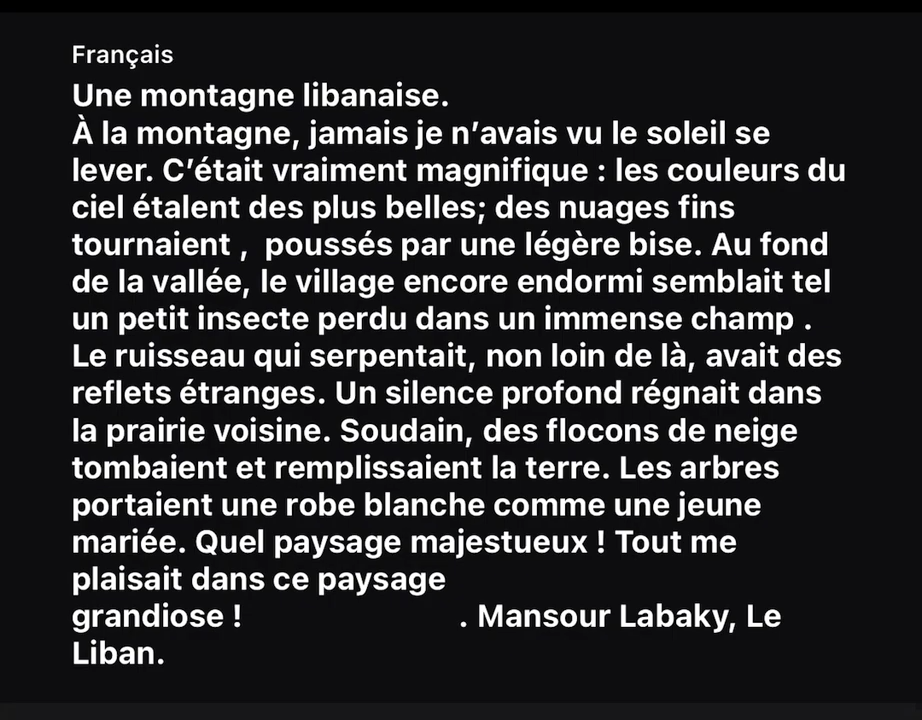 Français
Une montagne libanaise.
À la montagne, jamais je n’avais vu le soleil se
lever. C’était vraiment magnifique : les couleurs du
ciel étalent des plus belles; des nuages fins
tournaient ,  poussés par une légère bise. Au fond
de la vallée, le village encore endormi semblait tel
un petit insecte perdu dans un immense champ .
Le ruisseau qui serpentait, non loin de là, avait des
reflets étranges. Un silence profond régnait dans
la prairie voisine. Soudain, des flocons de neige
tombaient et remplissaient la terre. Les arbres
portaient une robe blanche comme une jeune
mariée. Quel paysage majestueux ! Tout me
plaisait dans ce paysage
grandiose ! . Mansour Labaky, Le
Liban.